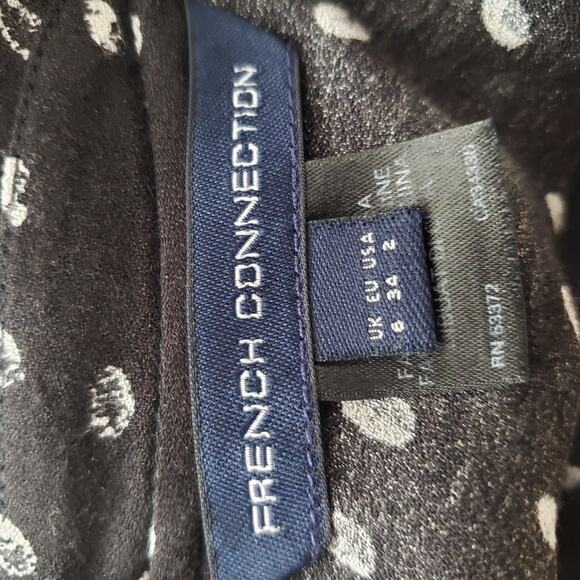 FRENCH CONNECTION
UK EU USA
6 34 2
RN 63372